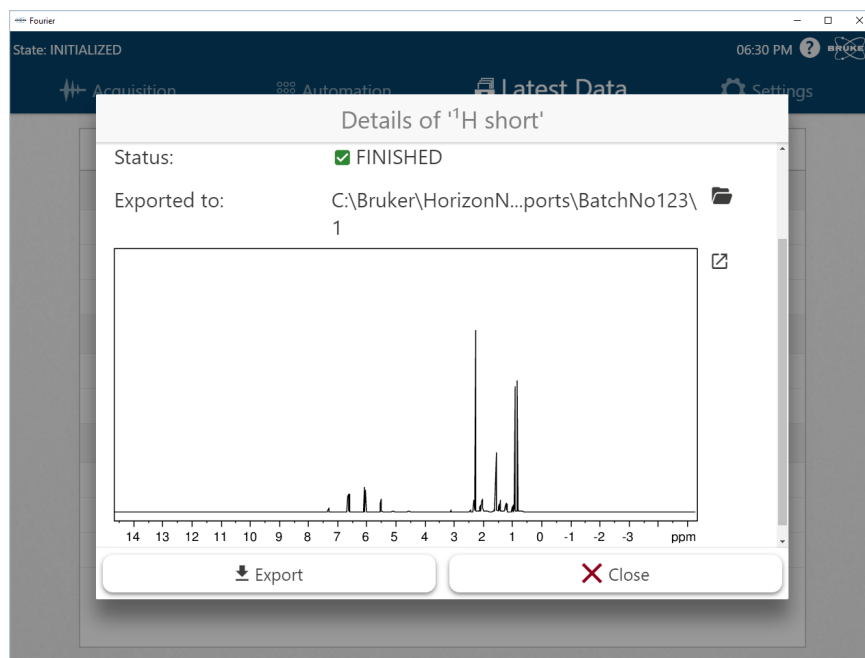 Fourier
State: INITIALIZED
06:30 PM ? BRUKER
Acquisition Automation Latest Data Settings
Details of '¹H short'
Status: FINISHED
Exported to: C:\Bruker\HorizonN...ports\BatchNo123\
1
14 13 12 11 10 9 8 7 6 5 4 3 2 1 0 -1 -2 -3 ppm
Export Close